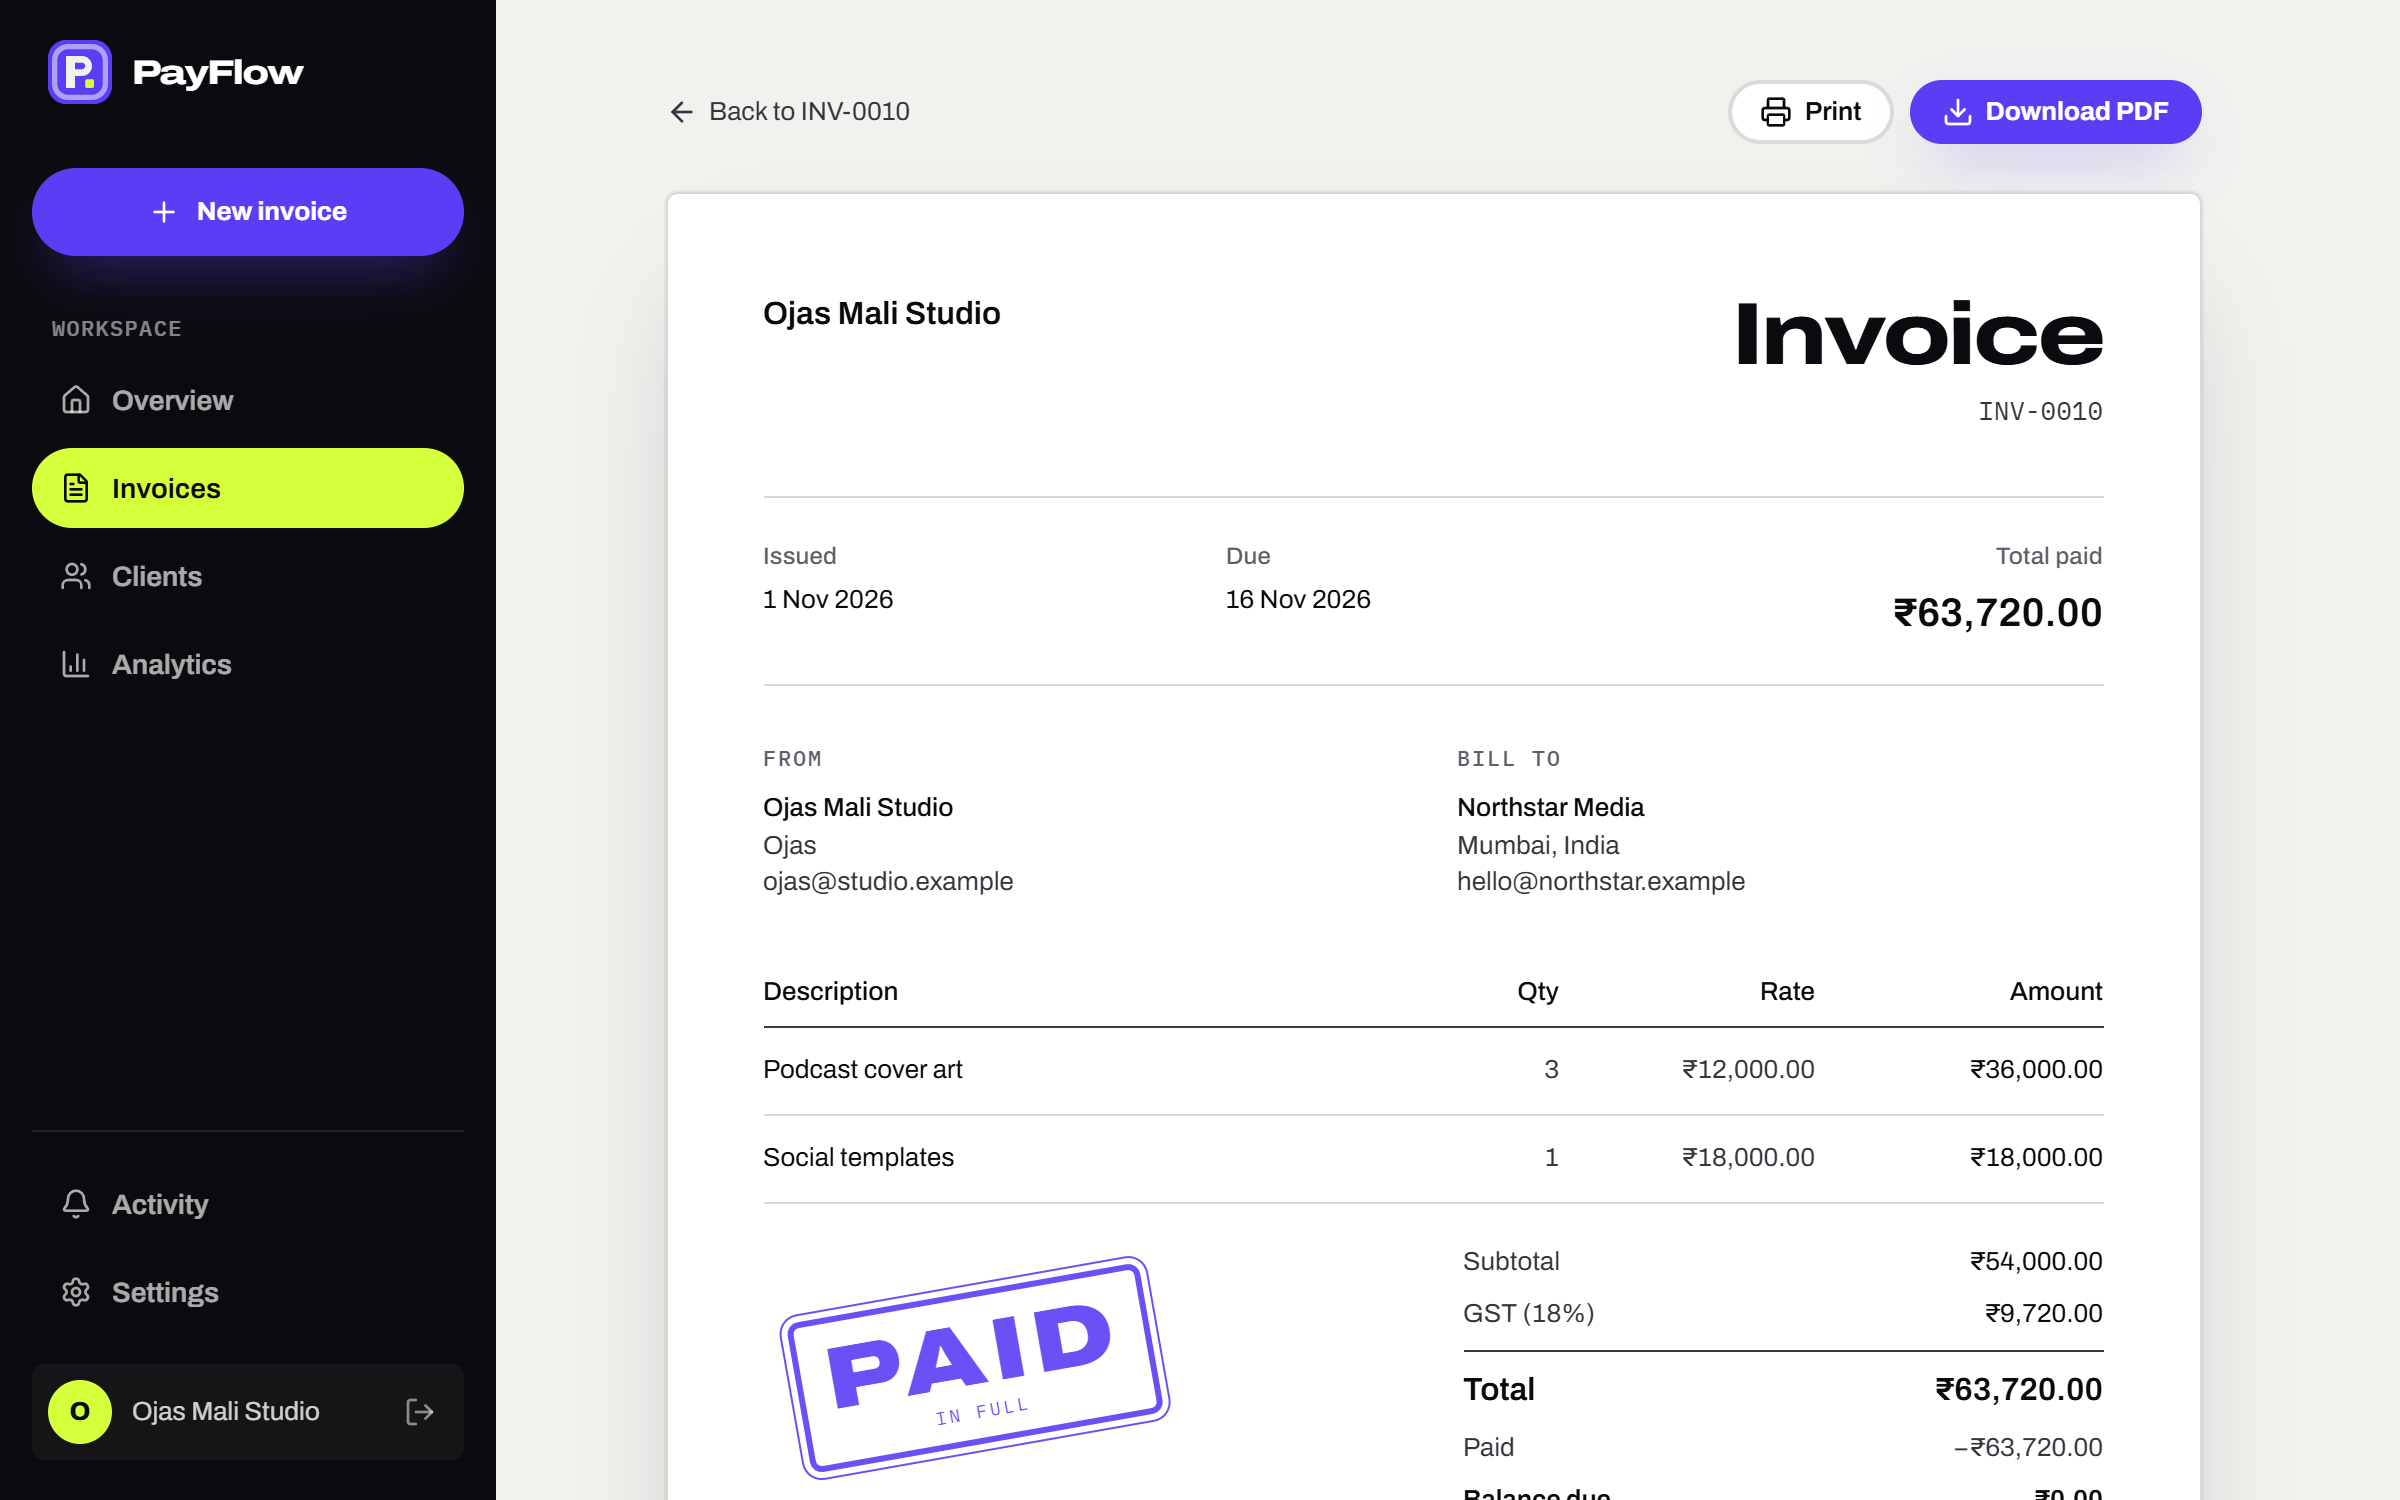 PayFlow
New invoice
WORKSPACE
Overview
Invoices
Clients
Analytics
Activity
Settings
O Ojas Mali Studio
Back to INV-0010
Print
Download PDF
Ojas Mali Studio
Invoice
INV-0010
Issued Due Total paid
1 Nov 2026 16 Nov 2026 ₹63,720.00
FROM BILL TO
Ojas Mali Studio Northstar Media
Ojas Mumbai, India
ojas@studio.example hello@northstar.example
Description Qty Rate Amount
Podcast cover art 3 ₹12,000.00 ₹36,000.00
Social templates 1 ₹18,000.00 ₹18,000.00
Subtotal ₹54,000.00
GST (18%) ₹9,720.00
Total ₹63,720.00
Paid –₹63,720.00
Balance due ₹0.00
PAID
IN FULL